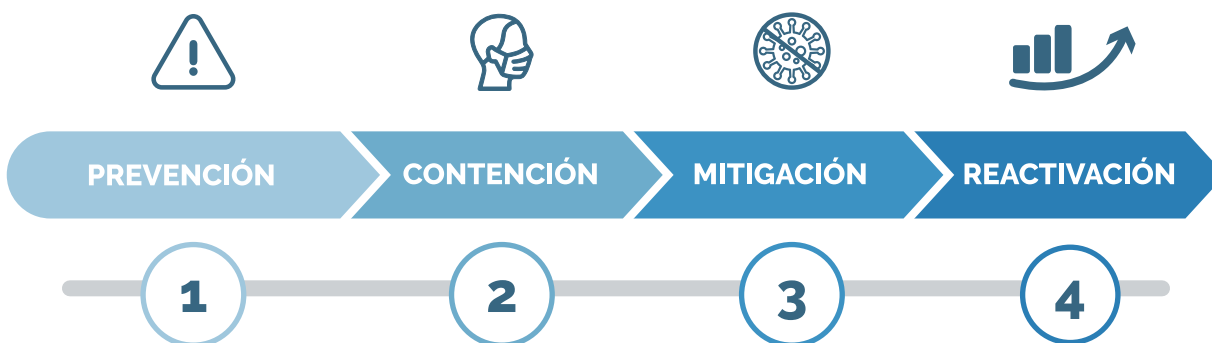 PREVENCIÓN CONTENCIÓN MITIGACIÓN REACTIVACIÓN
1 2 3 4